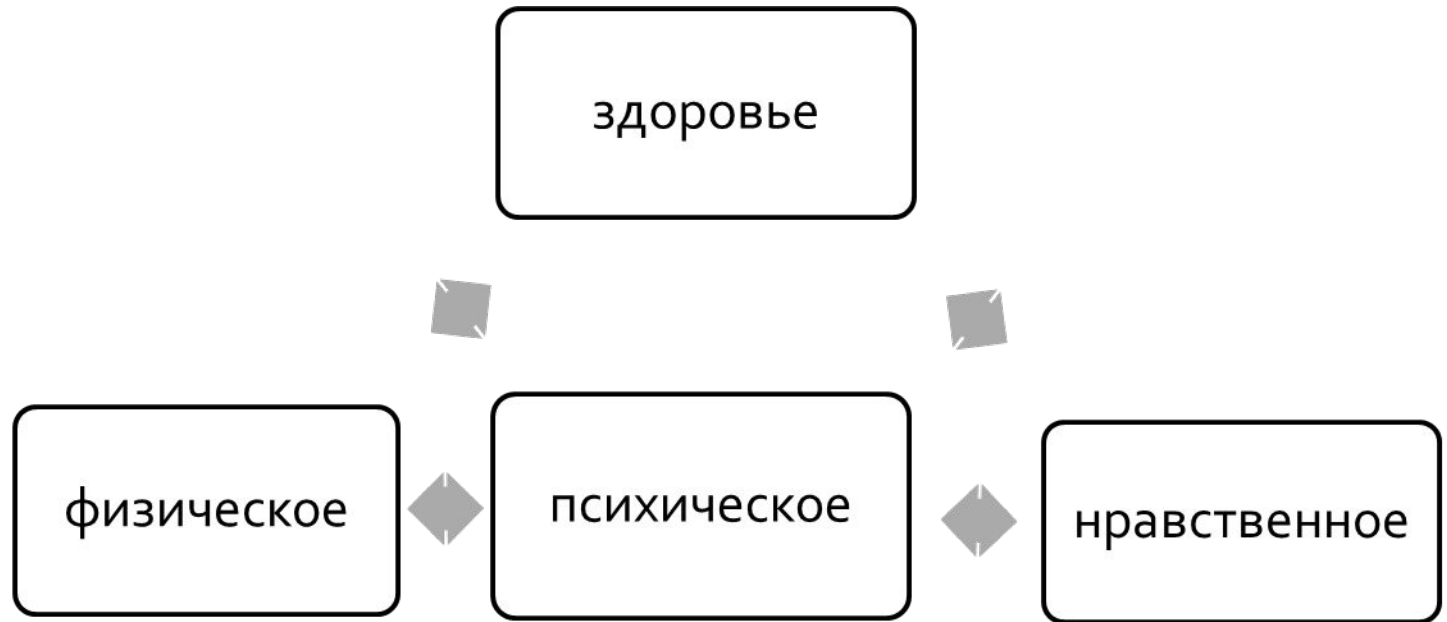 здоровье
физическое
психическое
нравственное